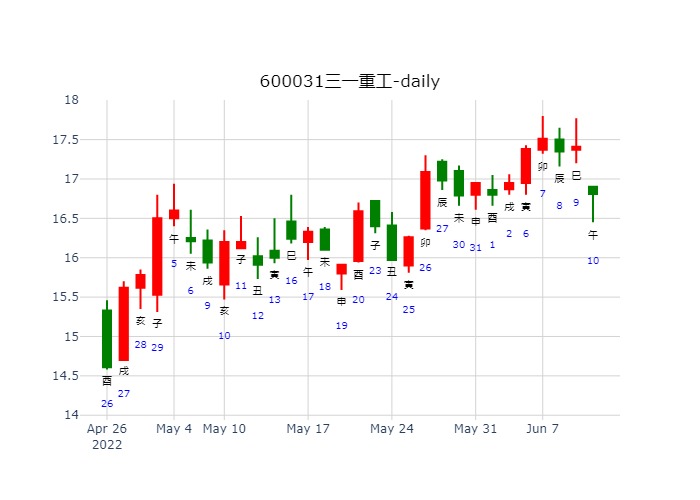 600031三一重工-daily
18
17.5
17
16.5
16
15.5
15
14.5
14
酉
26
戌
27
亥
28
子
29
午
5
未
6
戌
9
亥
10
子
11
丑
12
寅
13
巳
16
午
17
未
18
申
19
酉
20
子
23
丑
24
寅
25
卯
26
辰
27
未
30
申
31
酉
1
戌
2
寅
6
卯
7
辰
8
巳
9
午
10
Apr 26 May 4 May 10 May 17 May 24 May 31 Jun 7
2022